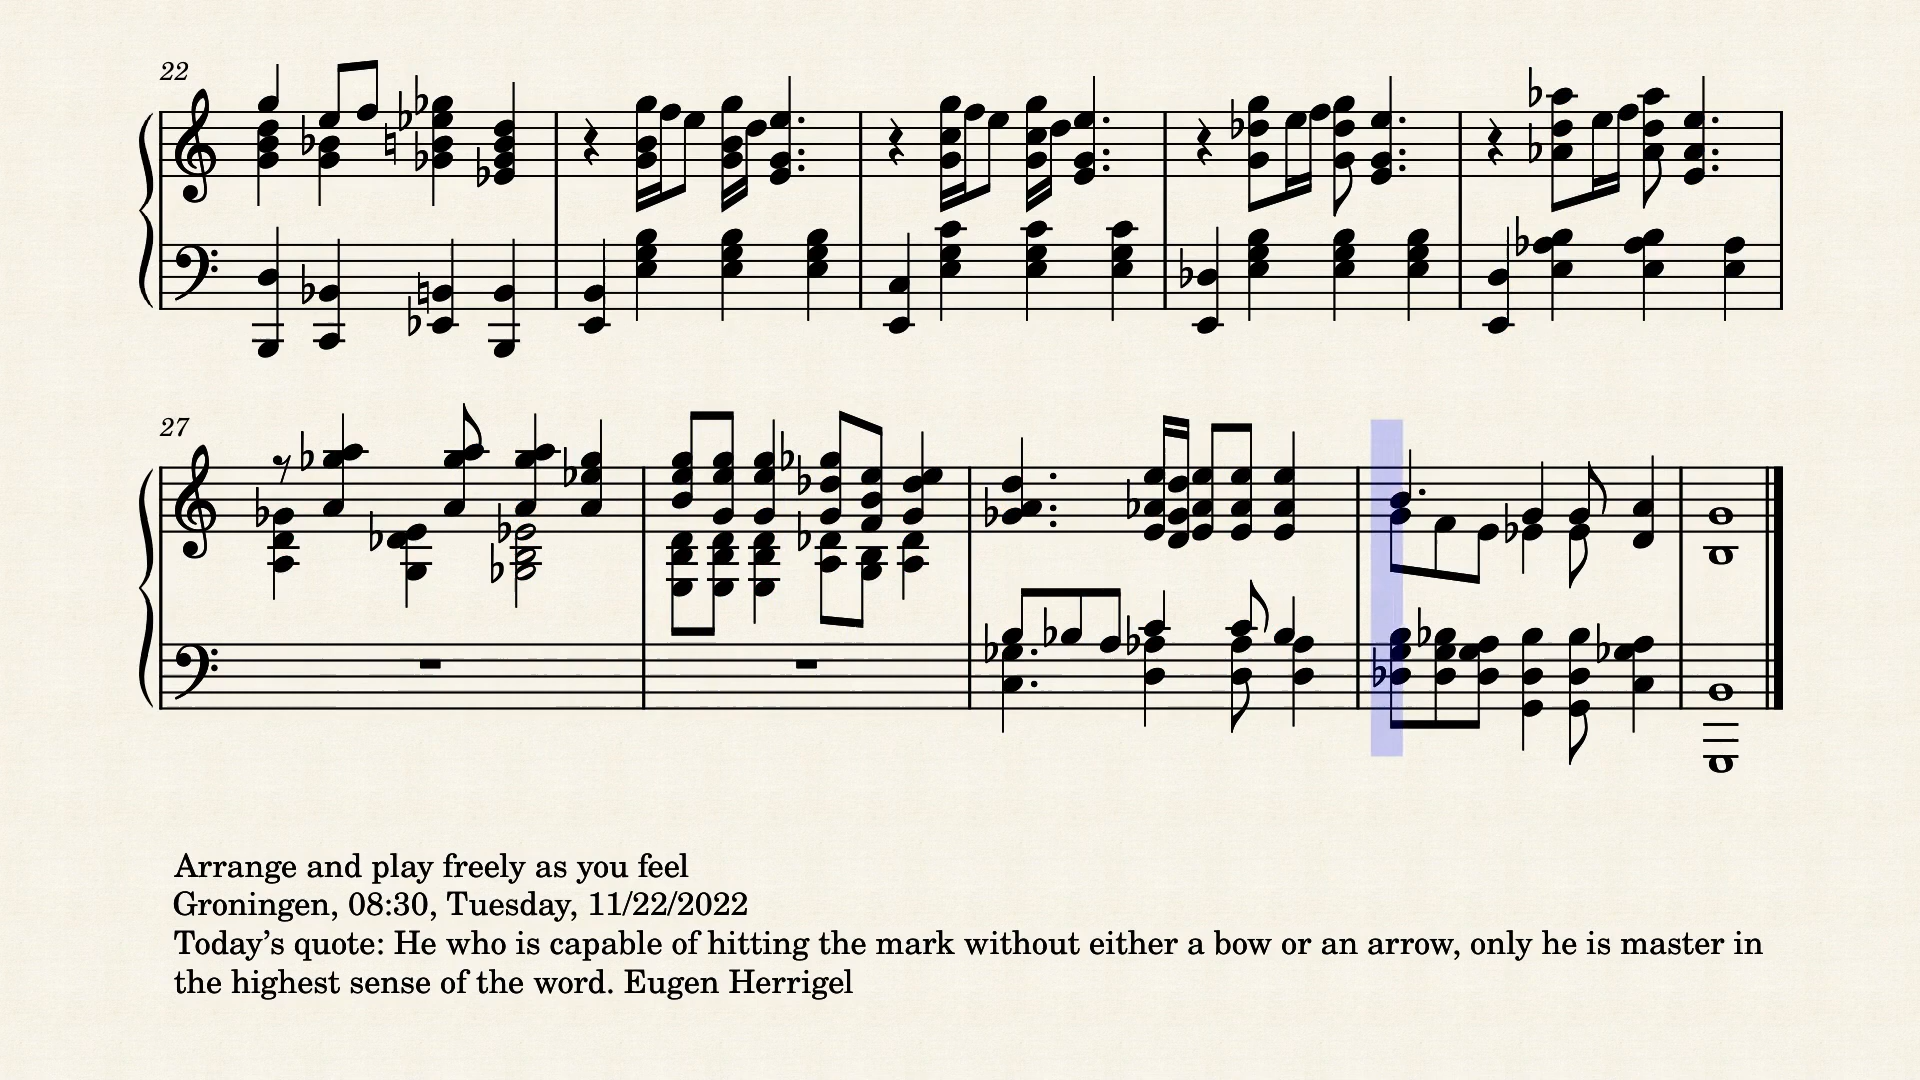 22
27
Arrange and play freely as you feel
Groningen, 08:30, Tuesday, 11/22/2022
Today’s quote: He who is capable of hitting the mark without either a bow or an arrow, only he is master in
the highest sense of the word. Eugen Herrigel